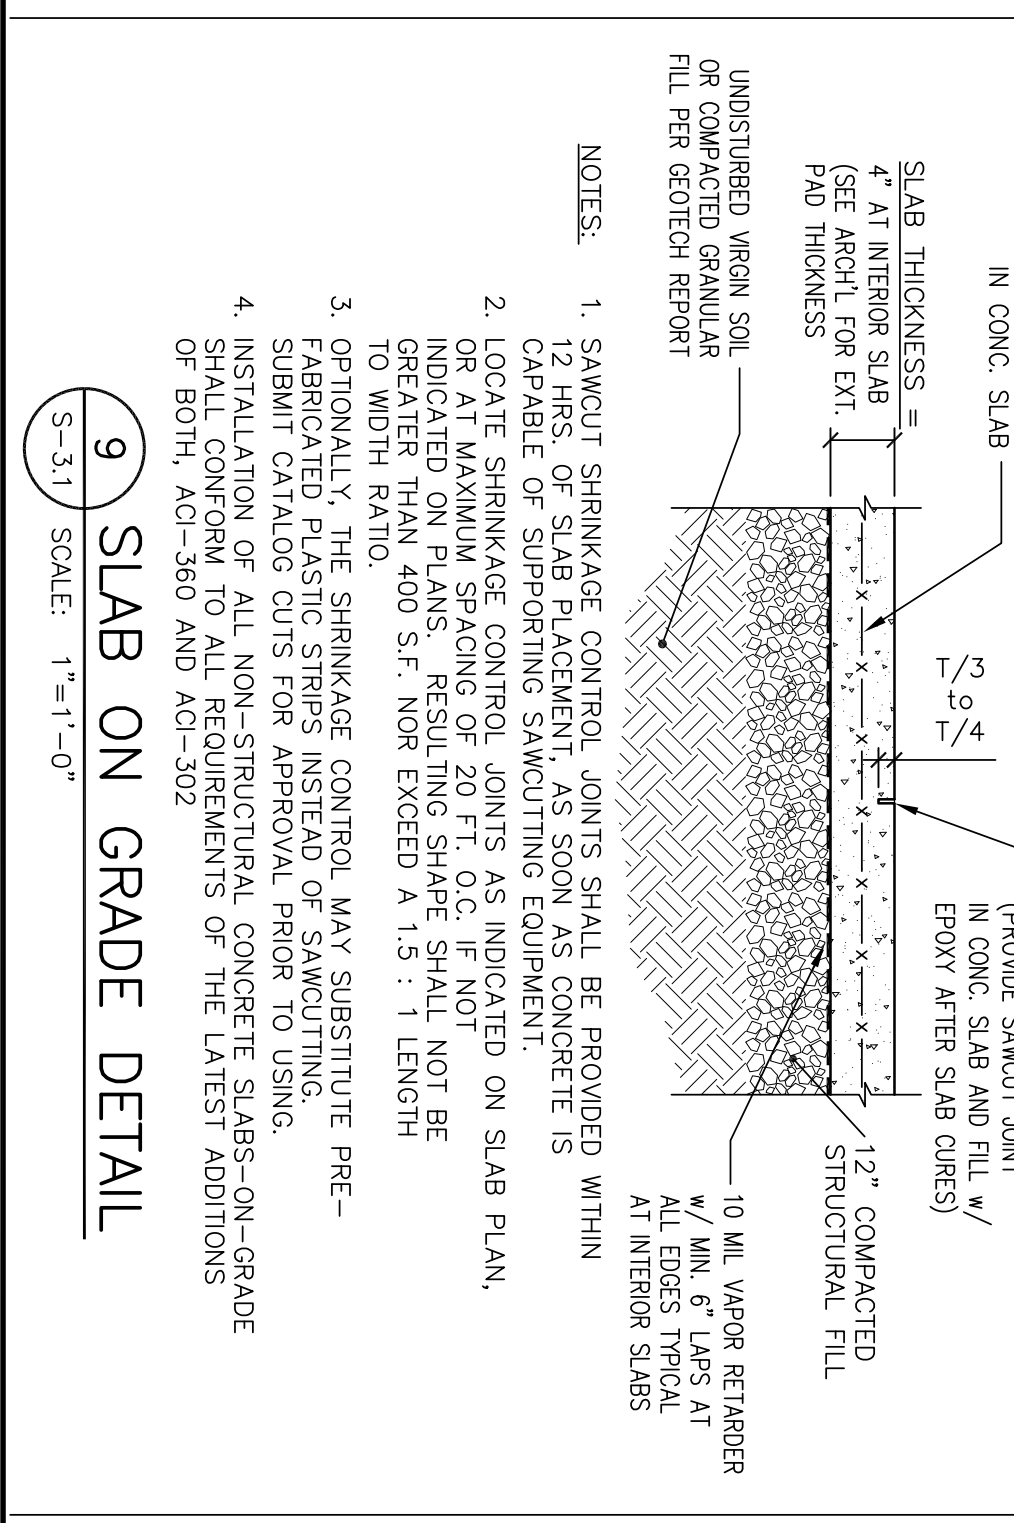 IN CONC. SLAB
SLAB THICKNESS =
4" AT INTERIOR SLAB
(SEE ARCH'L FOR EXT.
PAD THICKNESS
UNDISTURBED VIRGIN SOIL
OR COMPACTED GRANULAR
FILL PER GEOTECH REPORT
T/3
to
T/4
(PROVIDE SAWCUT JOINT
IN CONC. SLAB AND FILL w/
EPOXY AFTER SLAB CURES)
12" COMPACTED
STRUCTURAL FILL
10 MIL VAPOR RETARDER
w/ MIN. 6" LAPS AT
ALL EDGES TYPICAL
AT INTERIOR SLABS
NOTES:
1. SAWCUT SHRINKAGE CONTROL JOINTS SHALL BE PROVIDED WITHIN
12 HRS. OF SLAB PLACEMENT, AS SOON AS CONCRETE IS
CAPABLE OF SUPPORTING SAWCUTTING EQUIPMENT.
2. LOCATE SHRINKAGE CONTROL JOINTS AS INDICATED ON SLAB PLAN,
OR AT MAXIMUM SPACING OF 20 FT. O.C. IF NOT
INDICATED ON PLANS. RESULTING SHAPE SHALL NOT BE
GREATER THAN 400 S.F. NOR EXCEED A 1.5 : 1 LENGTH
TO WIDTH RATIO.
3. OPTIONALLY, THE SHRINKAGE CONTROL MAY SUBSTITUTE PRE-
FABRICATED PLASTIC STRIPS INSTEAD OF SAWCUTTING.
SUBMIT CATALOG CUTS FOR APPROVAL PRIOR TO USING.
4. INSTALLATION OF ALL NON-STRUCTURAL CONCRETE SLABS-ON-GRADE
SHALL CONFORM TO ALL REQUIREMENTS OF THE LATEST ADDITIONS
OF BOTH, ACI-360 AND ACI-302
9 SLAB ON GRADE DETAIL
S-3.1 SCALE: 1"=1'-0"